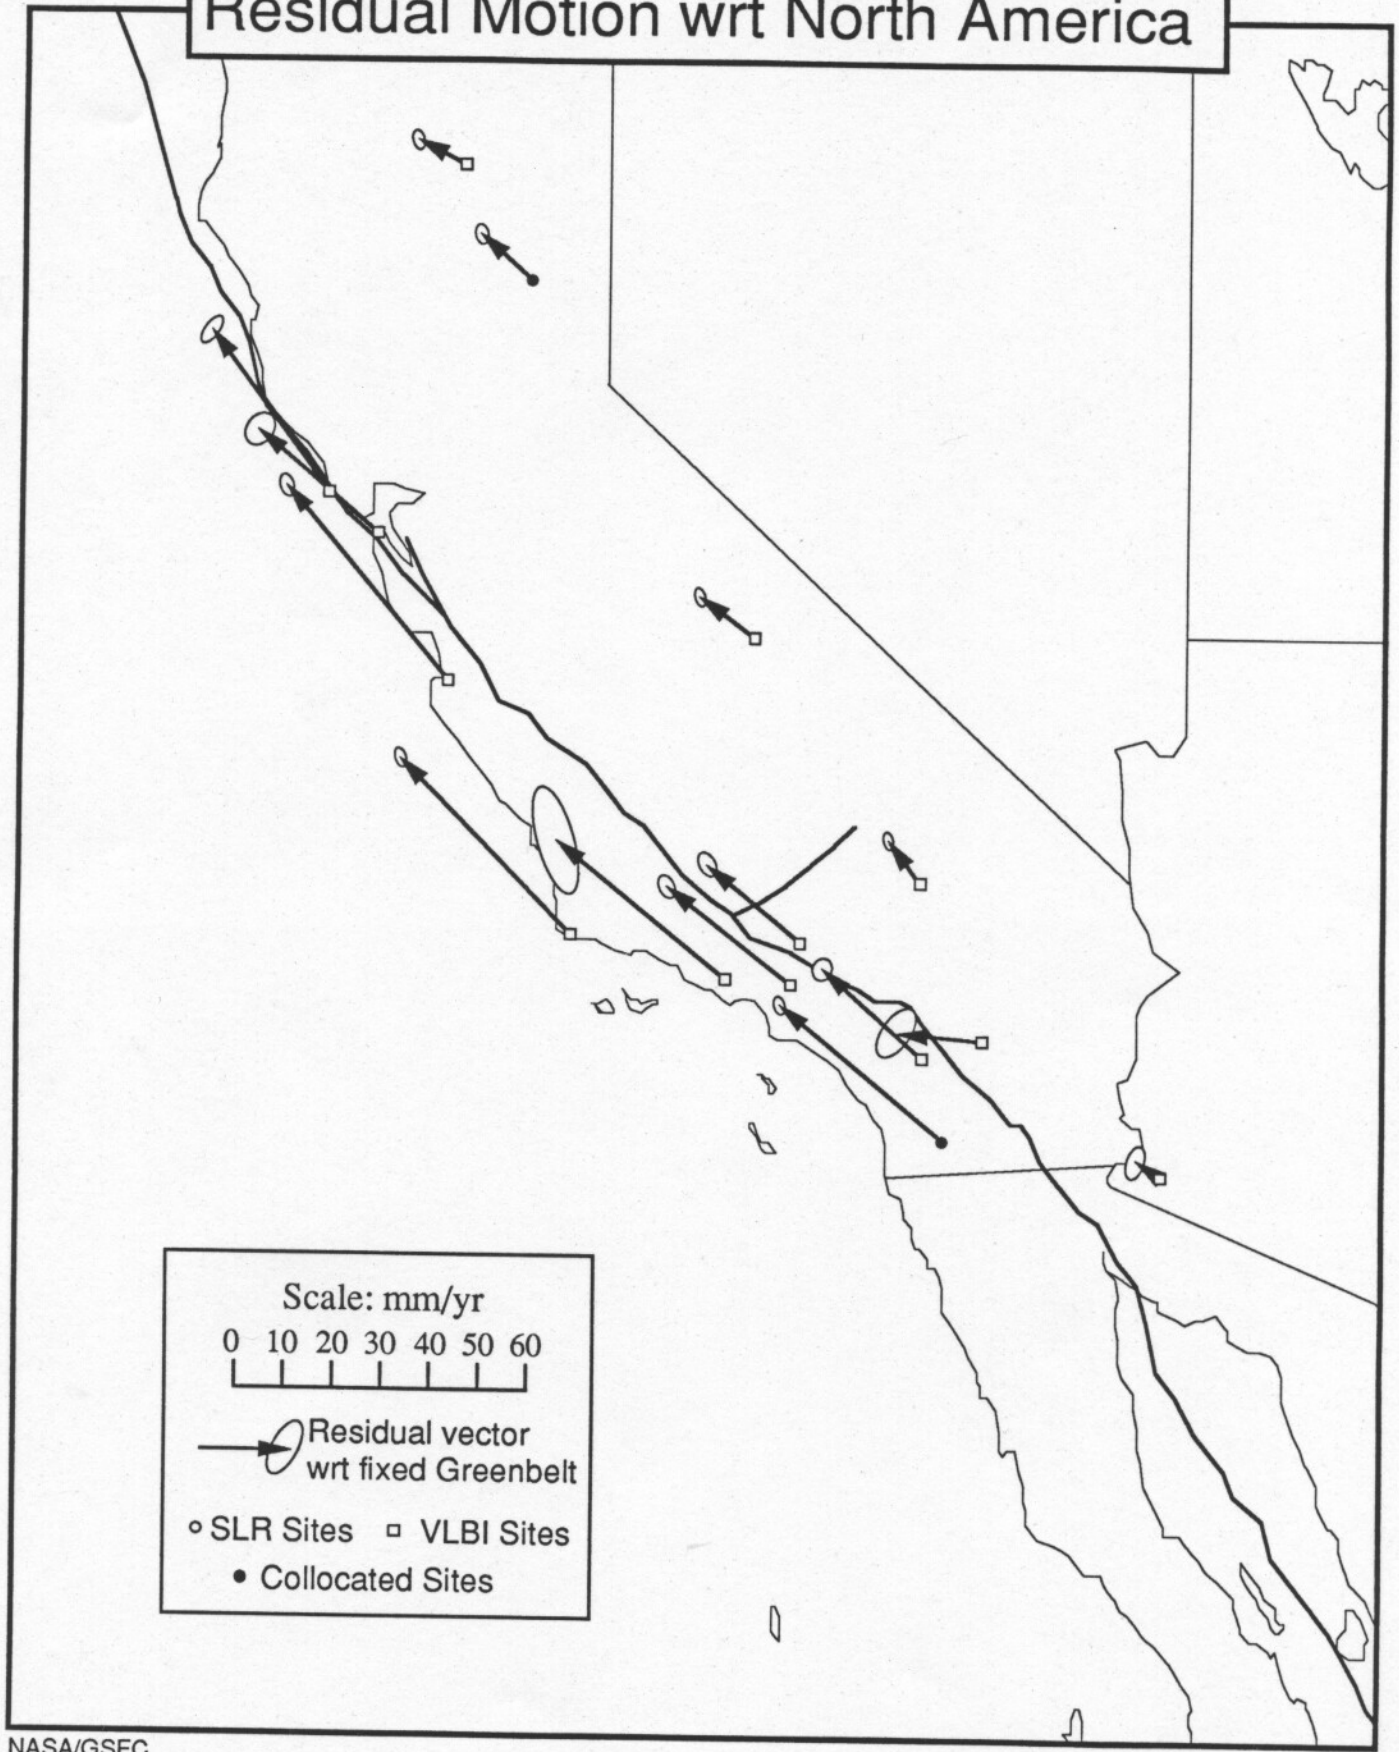 Residual Motion wrt North America
Scale: mm/yr
0 10 20 30 40 50 60
Residual vector
wrt fixed Greenbelt
SLR Sites VLBI Sites
Collocated Sites
NASA/GSFC